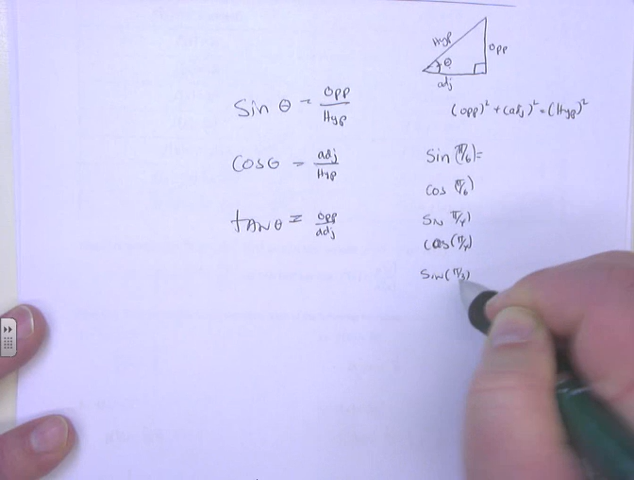 Hyp
Opp
θ
adj
Sin θ = Opp/Hyp
(opp)² + (adj)² = (Hyp)²
Cos θ = adj/Hyp
Sin (π/6) =
cos (π/6)
tAN θ = opp/adj
SiN π/4)
cos (π/4)
Sin (π/3)